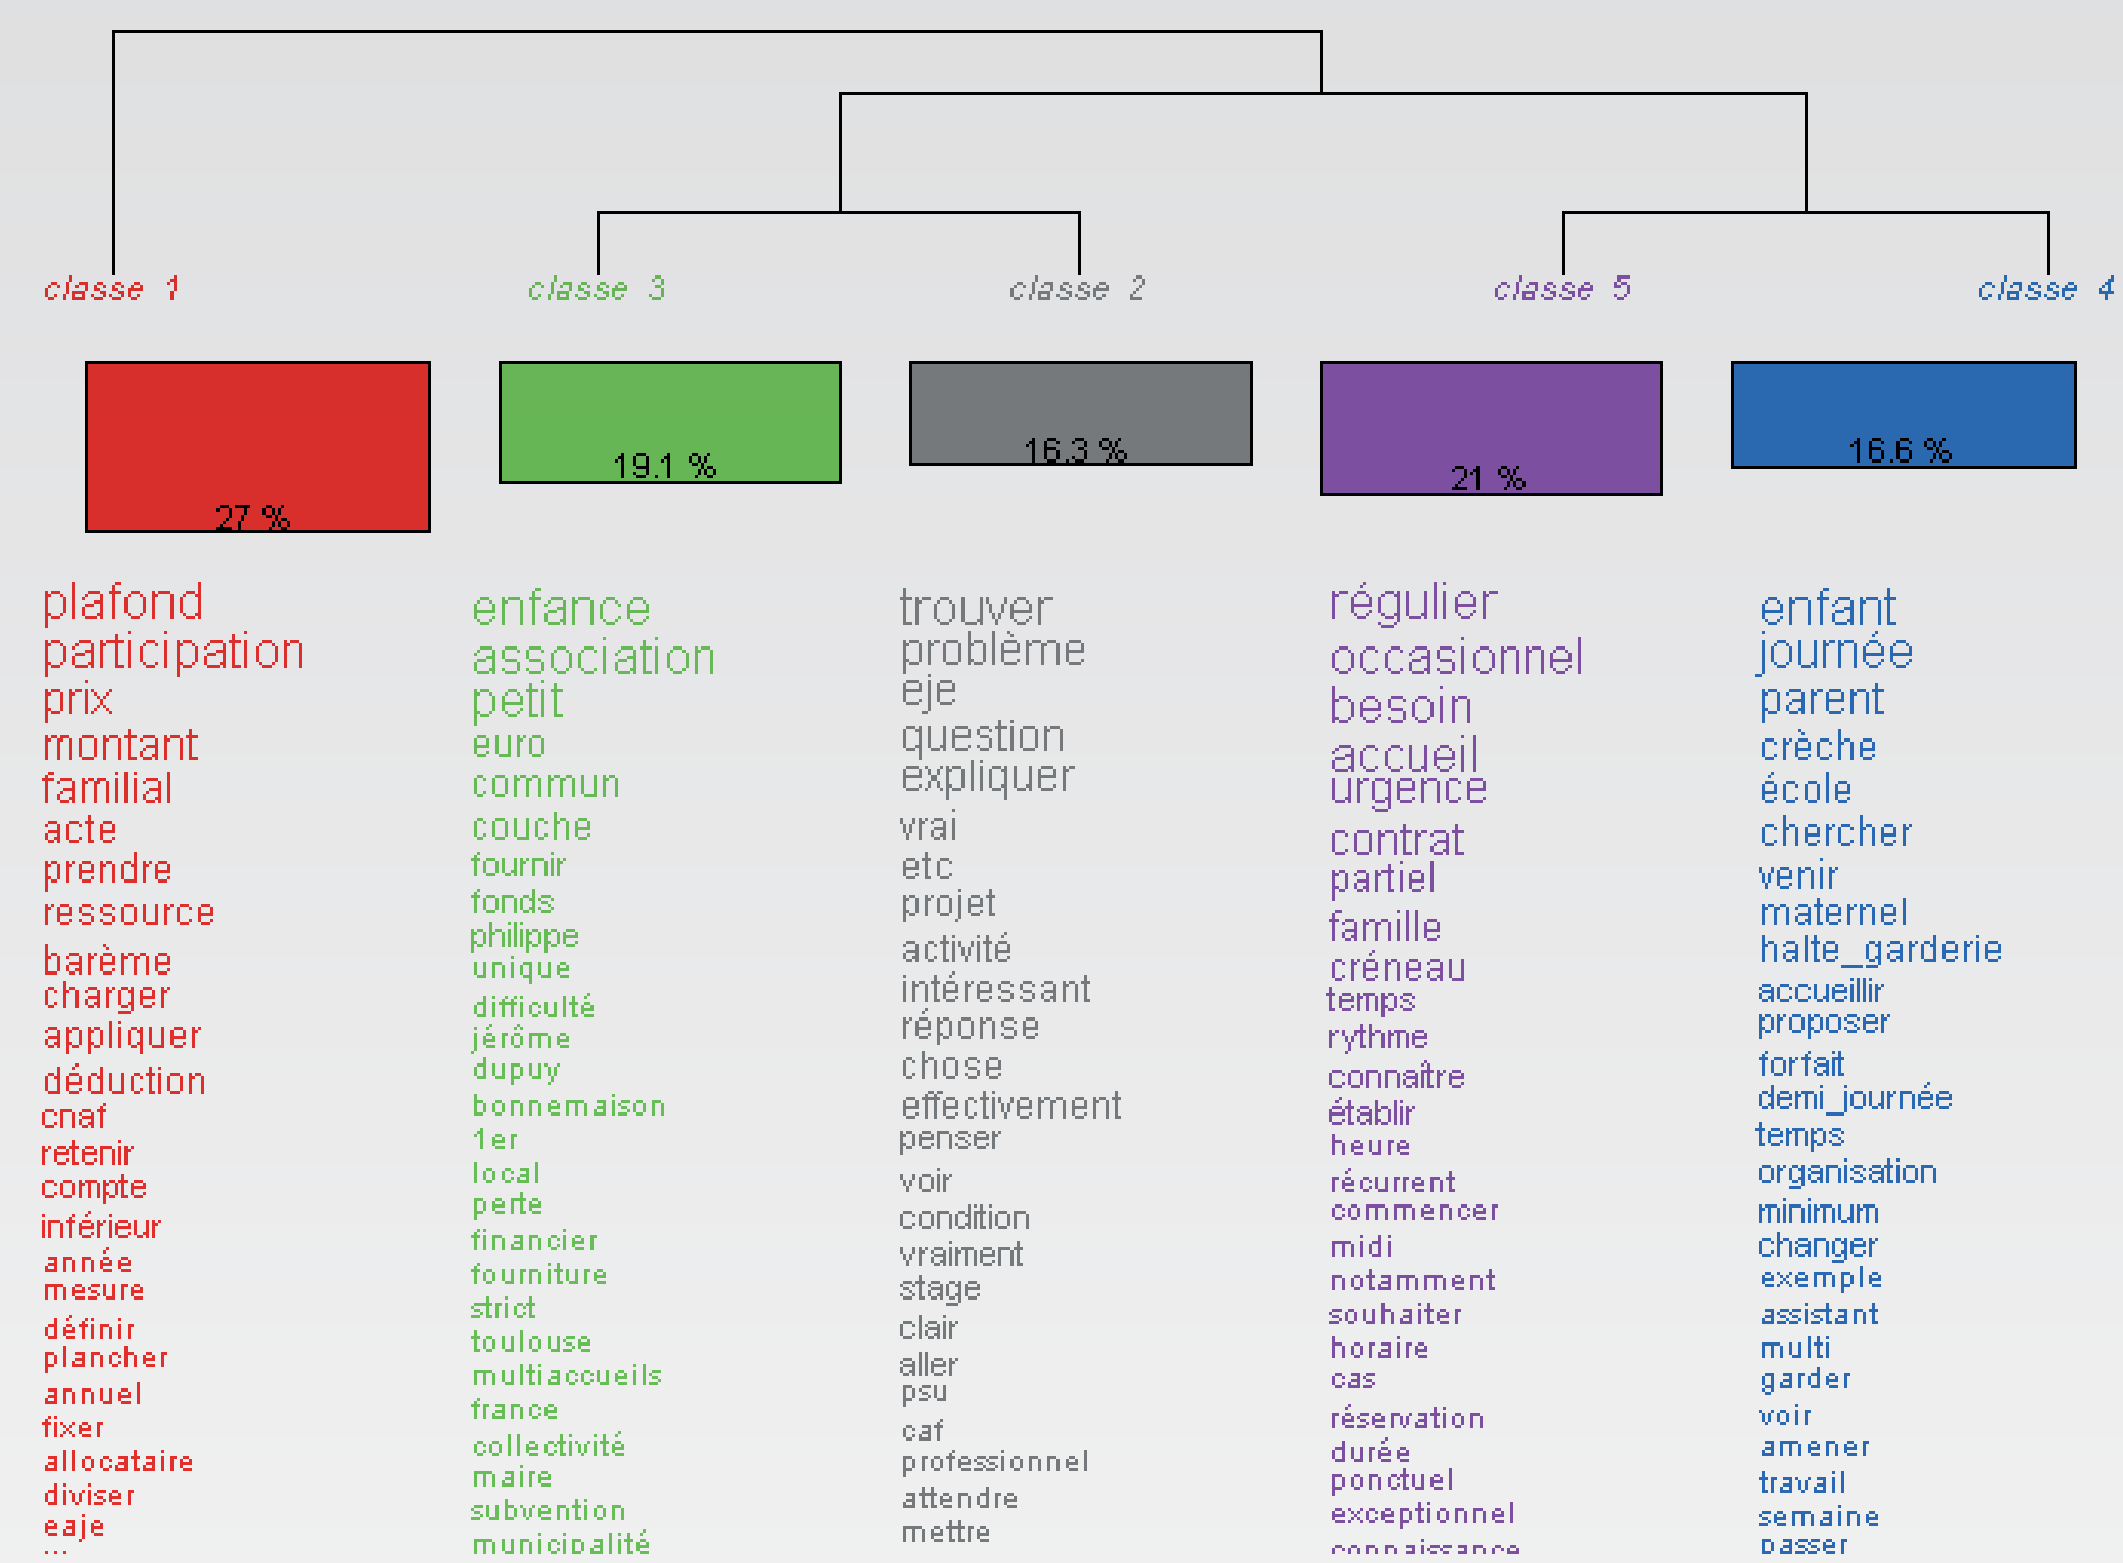 classe 1
classe 3
classe 2
classe 5
classe 4
27 %
19.1 %
16.3 %
21 %
16.6 %
plafond
participation
prix
montant
familial
acte
prendre
ressource
barème
charger
appliquer
déduction
cnaf
retenir
compte
inférieur
année
mesure
définir
plancher
annuel
fixer
allocataire
diviser
eaje
...
enfance
association
petit
euro
commun
couche
fournir
fonds
philippe
unique
difficulté
jérôme
dupuy
bonnemaison
1er
local
perte
financier
fourniture
strict
toulouse
multiaccueils
france
collectivité
maire
subvention
municipalité
trouver
problème
eje
question
expliquer
vrai
etc
projet
activité
intéressant
réponse
chose
effectivement
penser
voir
condition
vraiment
stage
clair
aller
psu
caf
professionnel
attendre
mettre
régulier
occasionnel
besoin
accueil
urgence
contrat
partiel
famille
créneau
temps
rythme
connaître
établir
heure
récurrent
commencer
midi
notamment
souhaiter
horaire
cas
réservation
durée
ponctuel
exceptionnel
connaissance
enfant
journée
parent
crèche
école
chercher
venir
maternel
halte_garderie
accueillir
proposer
forfait
demi_journée
temps
organisation
minimum
changer
exemple
assistant
multi
garder
voir
amener
travail
semaine
passer